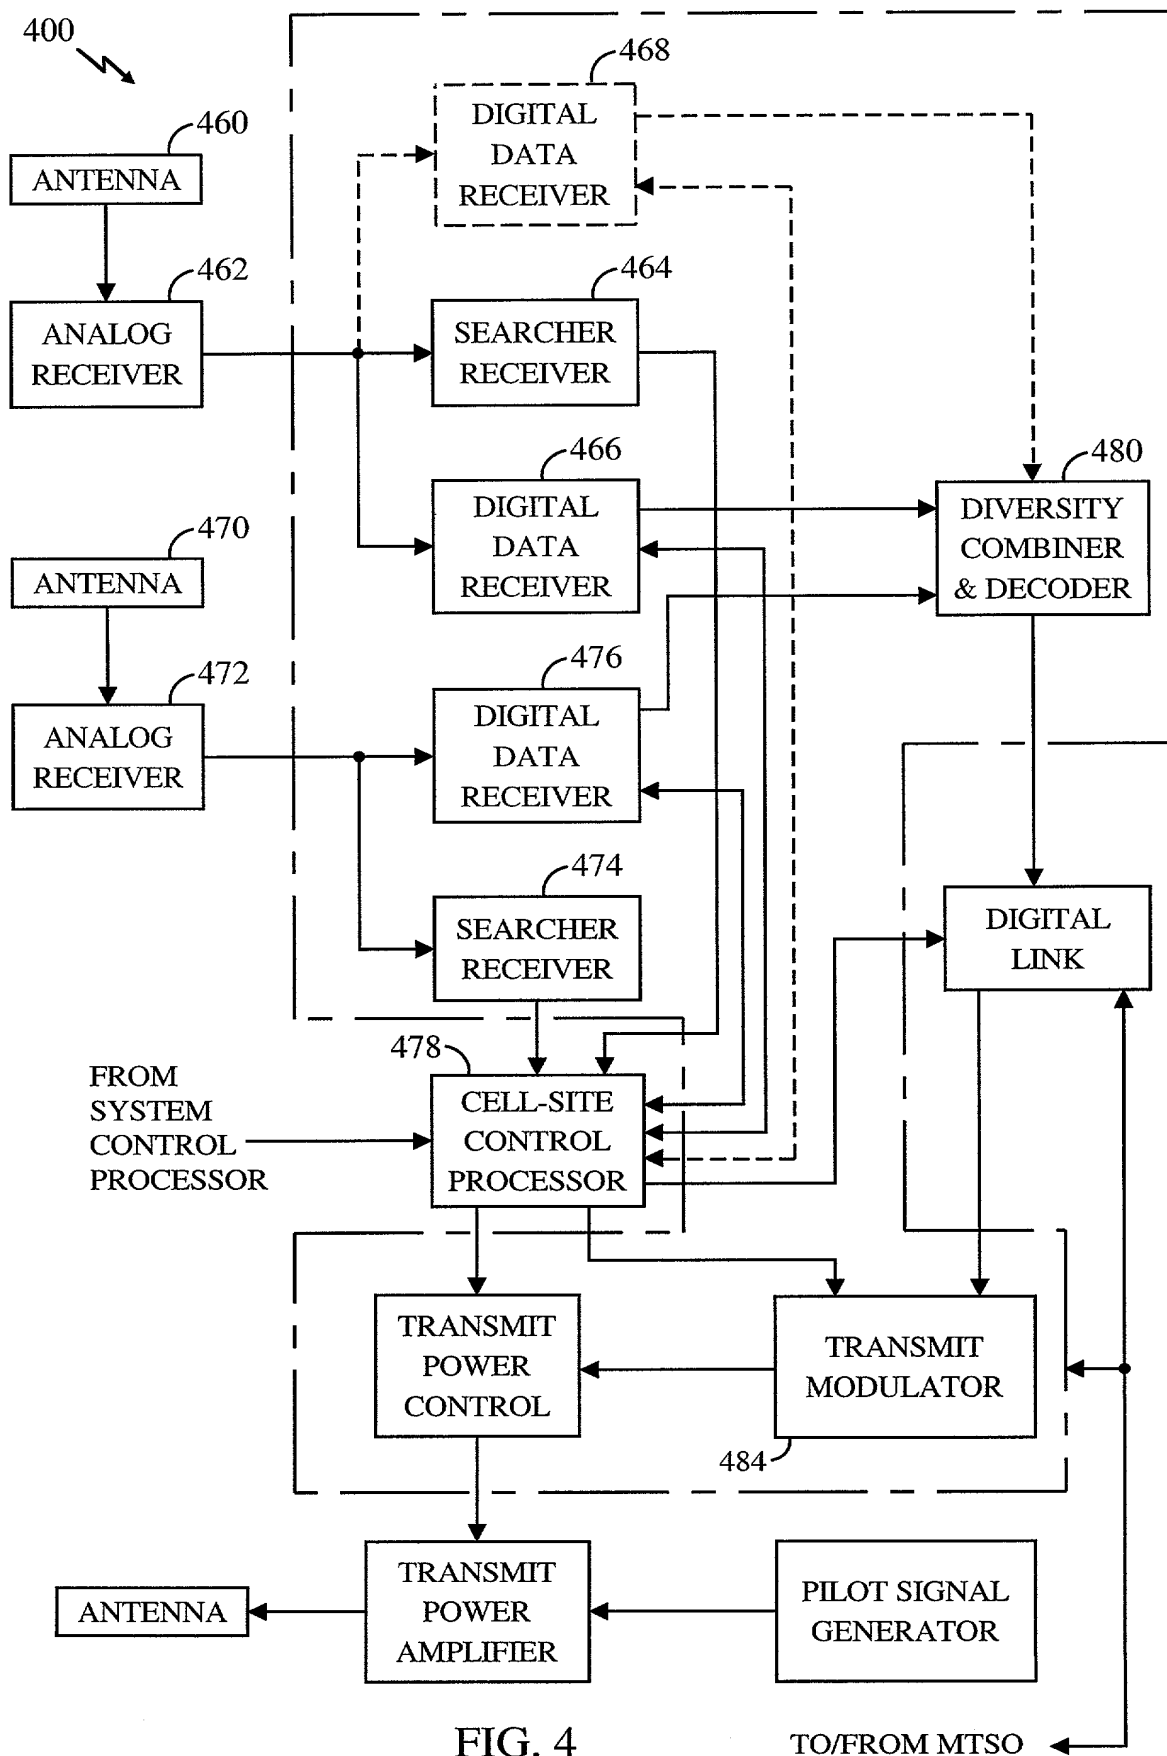 400
468
DIGITAL
DATA
RECEIVER
460
ANTENNA
462
ANALOG
RECEIVER
464
SEARCHER
RECEIVER
466
DIGITAL
DATA
RECEIVER
480
DIVERSITY
COMBINER
& DECODER
470
ANTENNA
472
ANALOG
RECEIVER
476
DIGITAL
DATA
RECEIVER
474
SEARCHER
RECEIVER
DIGITAL
LINK
478
CELL-SITE
CONTROL
PROCESSOR
FROM
SYSTEM
CONTROL
PROCESSOR
TRANSMIT
POWER
CONTROL
TRANSMIT
MODULATOR
484
TRANSMIT
POWER
AMPLIFIER
ANTENNA
PILOT SIGNAL
GENERATOR
FIG. 4
TO/FROM MTSO